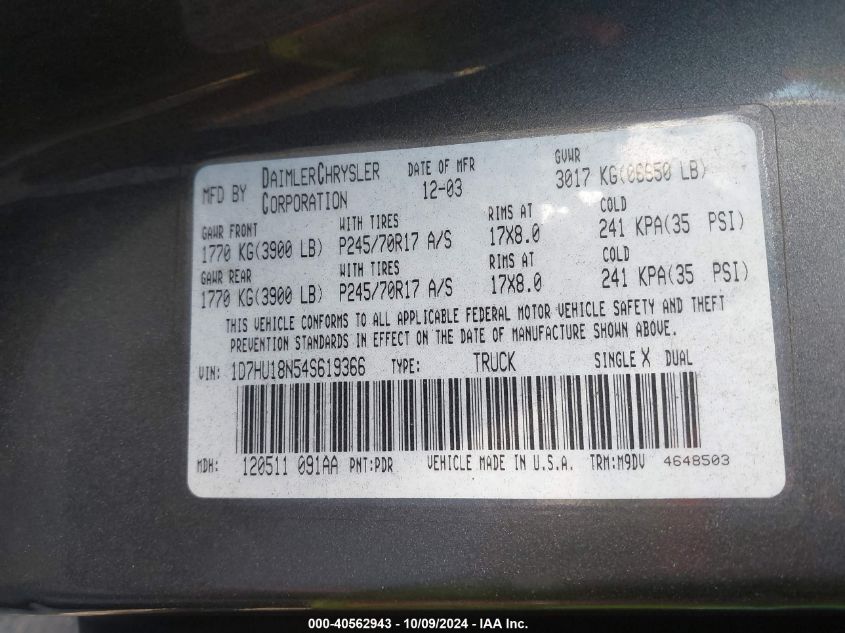 MFD BY DAIMLERCHRYSLER CORPORATION DATE OF MFR 12-03 GVWR 3017 KG(06650 LB)
GAWR FRONT WITH TIRES RIMS AT COLD
1770 KG(3900 LB) P245/70R17 A/S 17X8.0 241 KPA(35 PSI)
GAWR REAR WITH TIRES RIMS AT COLD
1770 KG(3900 LB) P245/70R17 A/S 17X8.0 241 KPA(35 PSI)
THIS VEHICLE CONFORMS TO ALL APPLICABLE FEDERAL MOTOR VEHICLE SAFETY AND THEFT
PREVENTION STANDARDS IN EFFECT ON THE DATE OF MANUFACTURE SHOWN ABOVE.
VIN: 1D7HU18N54S619366 TYPE: TRUCK SINGLE X DUAL
MDH: 120511 091AA PNT:PDR VEHICLE MADE IN U.S.A. TRM:M9DV 4648503
000-40562943 - 10/09/2024 - IAA Inc.